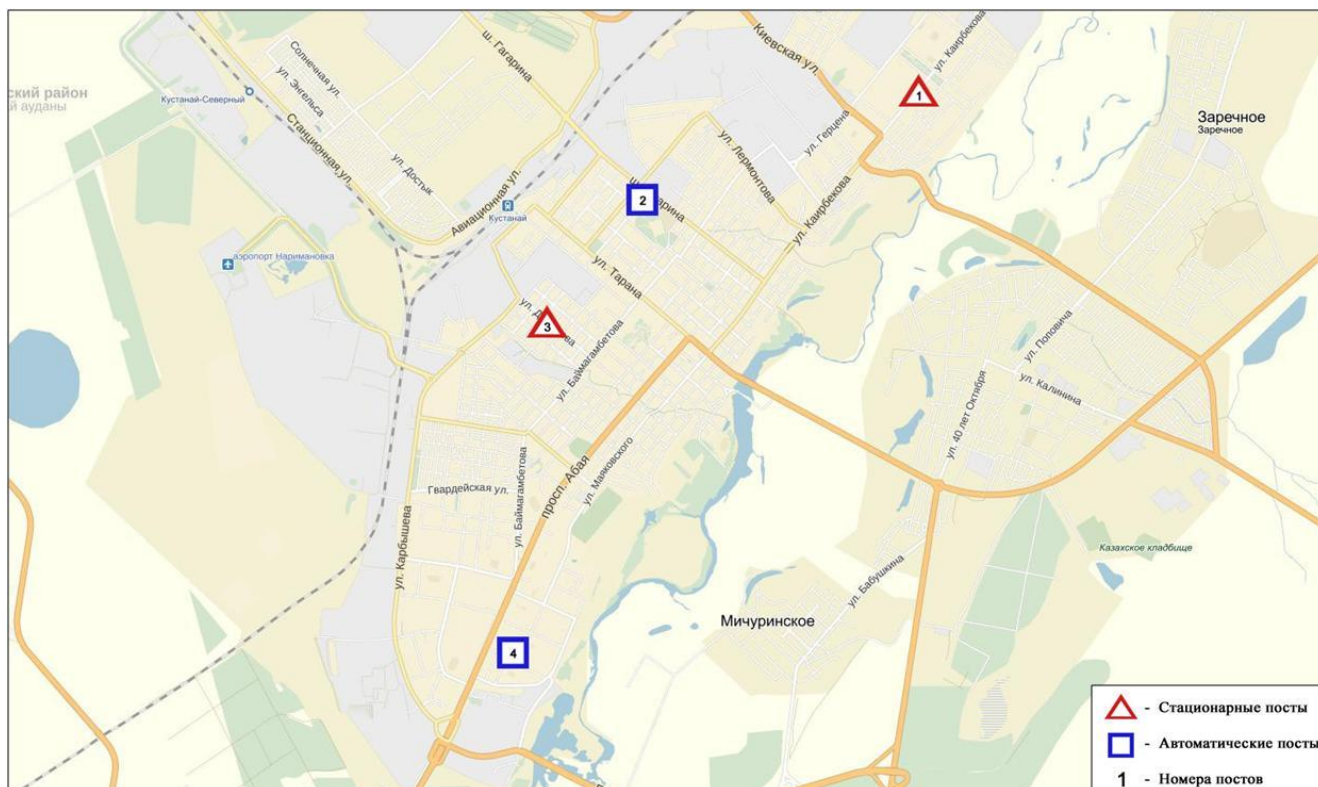 Киевская ул.
ул. Каирбекова
ш. Гагарина
Солнечная ул.
ул. Энгельса
ский район
й ауданы
Кустанай-Северный
1
Заречное
Заречное
Станционная ул.
ул. Достык
ул. Лермонтова
ул. Герцена
Авиационная ул.
2
Кустанай
ул. Каирбекова
аэропорт Наримановка
ул. Тарана
3
ул. Баймагамбетова
ул. Поповича
ул. Калинина
ул. 40 лет Октября
просп. Абая
ул. Маяковского
Гвардейская ул.
ул. Баймагамбетова
ул. Карбышева
Казахское кладбище
ул. Бабушкина
Мичуринское
4
- Стационарные посты
- Автоматические посты
1 - Номера постов